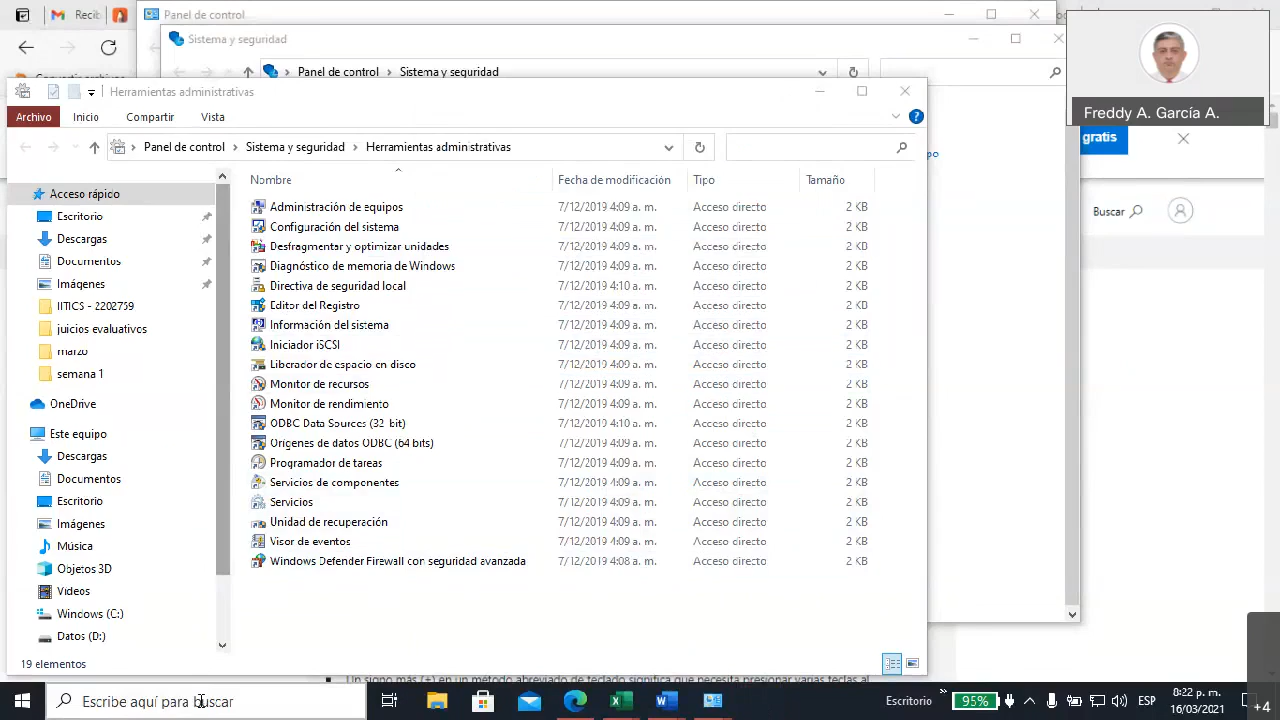 Recib
Panel de control
Sistema y seguridad
Panel de control > Sistema y seguridad
Freddy A. García A.
gratis
Buscar
Herramientas administrativas
Archivo Inicio Compartir Vista
Panel de control > Sistema y seguridad > Herramientas administrativas
Nombre Fecha de modificación Tipo Tamaño
Acceso rápido
Escritorio
Descargas
Documentos
Imágenes
IITICS - 2202759
juicios evaluativos
marzo
semana 1
OneDrive
Este equipo
Descargas
Documentos
Escritorio
Imágenes
Música
Objetos 3D
Vídeos
Windows (C:)
Datos (D:)
Administración de equipos 7/12/2019 4:09 a. m. Acceso directo 2 KB
Configuración del sistema 7/12/2019 4:09 a. m. Acceso directo 2 KB
Desfragmentar y optimizar unidades 7/12/2019 4:09 a. m. Acceso directo 2 KB
Diagnóstico de memoria de Windows 7/12/2019 4:09 a. m. Acceso directo 2 KB
Directiva de seguridad local 7/12/2019 4:10 a. m. Acceso directo 2 KB
Editor del Registro 7/12/2019 4:09 a. m. Acceso directo 2 KB
Información del sistema 7/12/2019 4:09 a. m. Acceso directo 2 KB
Iniciador iSCSI 7/12/2019 4:09 a. m. Acceso directo 2 KB
Liberador de espacio en disco 7/12/2019 4:09 a. m. Acceso directo 2 KB
Monitor de recursos 7/12/2019 4:09 a. m. Acceso directo 2 KB
Monitor de rendimiento 7/12/2019 4:09 a. m. Acceso directo 2 KB
ODBC Data Sources (32-bit) 7/12/2019 4:10 a. m. Acceso directo 2 KB
Orígenes de datos ODBC (64 bits) 7/12/2019 4:09 a. m. Acceso directo 2 KB
Programador de tareas 7/12/2019 4:09 a. m. Acceso directo 2 KB
Servicios de componentes 7/12/2019 4:09 a. m. Acceso directo 2 KB
Servicios 7/12/2019 4:09 a. m. Acceso directo 2 KB
Unidad de recuperación 7/12/2019 4:09 a. m. Acceso directo 2 KB
Visor de eventos 7/12/2019 4:09 a. m. Acceso directo 2 KB
Windows Defender Firewall con seguridad avanzada 7/12/2019 4:08 a. m. Acceso directo 2 KB
19 elementos
Un signo más (+) en un método abreviado de teclado significa que necesita presionar varias teclas al
Escribe aquí para buscar
Escritorio
95%
ESP
8:22 p. m.
16/03/2021
+4